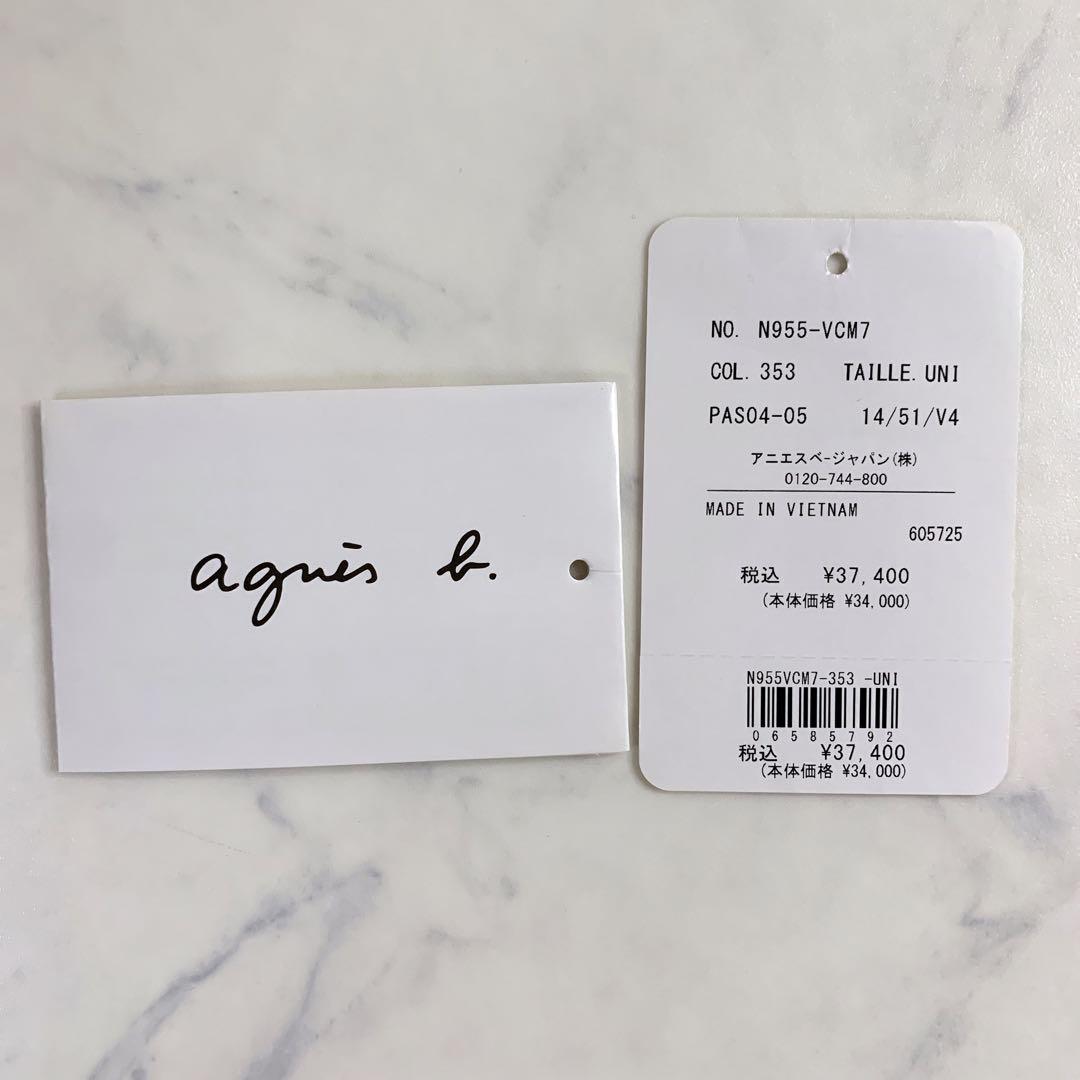 agnès b.
NO. N955-VCM7
COL. 353 TAILLE. UNI
PAS04-05 14/51/V4
アニエスベージャパン(株)
0120-744-800
MADE IN VIETNAM
605725
税込 ¥37,400
(本体価格 ¥34,000)
N955VCM7-353 -UNI
06585792
税込 ¥37,400
(本体価格 ¥34,000)